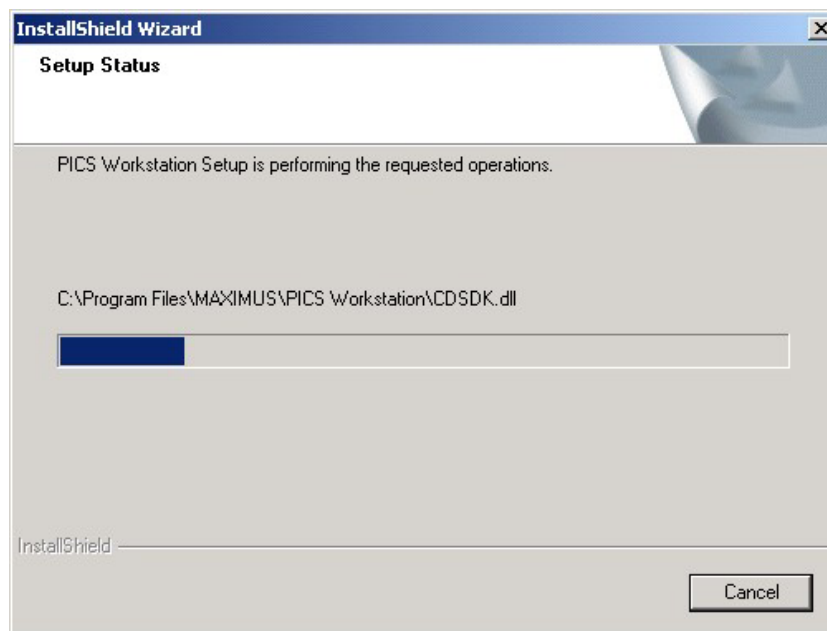 InstallShield Wizard
Setup Status
PICS Workstation Setup is performing the requested operations.
C:\Program Files\MAXIMUS\PICS Workstation\CDSDK.dll
InstallShield
Cancel